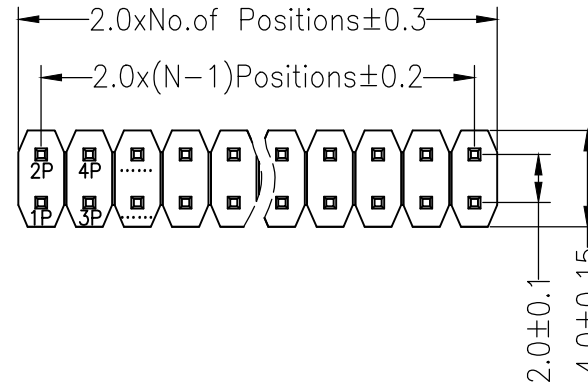 2.0xNo.of Positions±0.3
2.0x(N-1)Positions±0.2
2P 4P ......
1P 3P ......
2.0±0.1
4.0±0.15